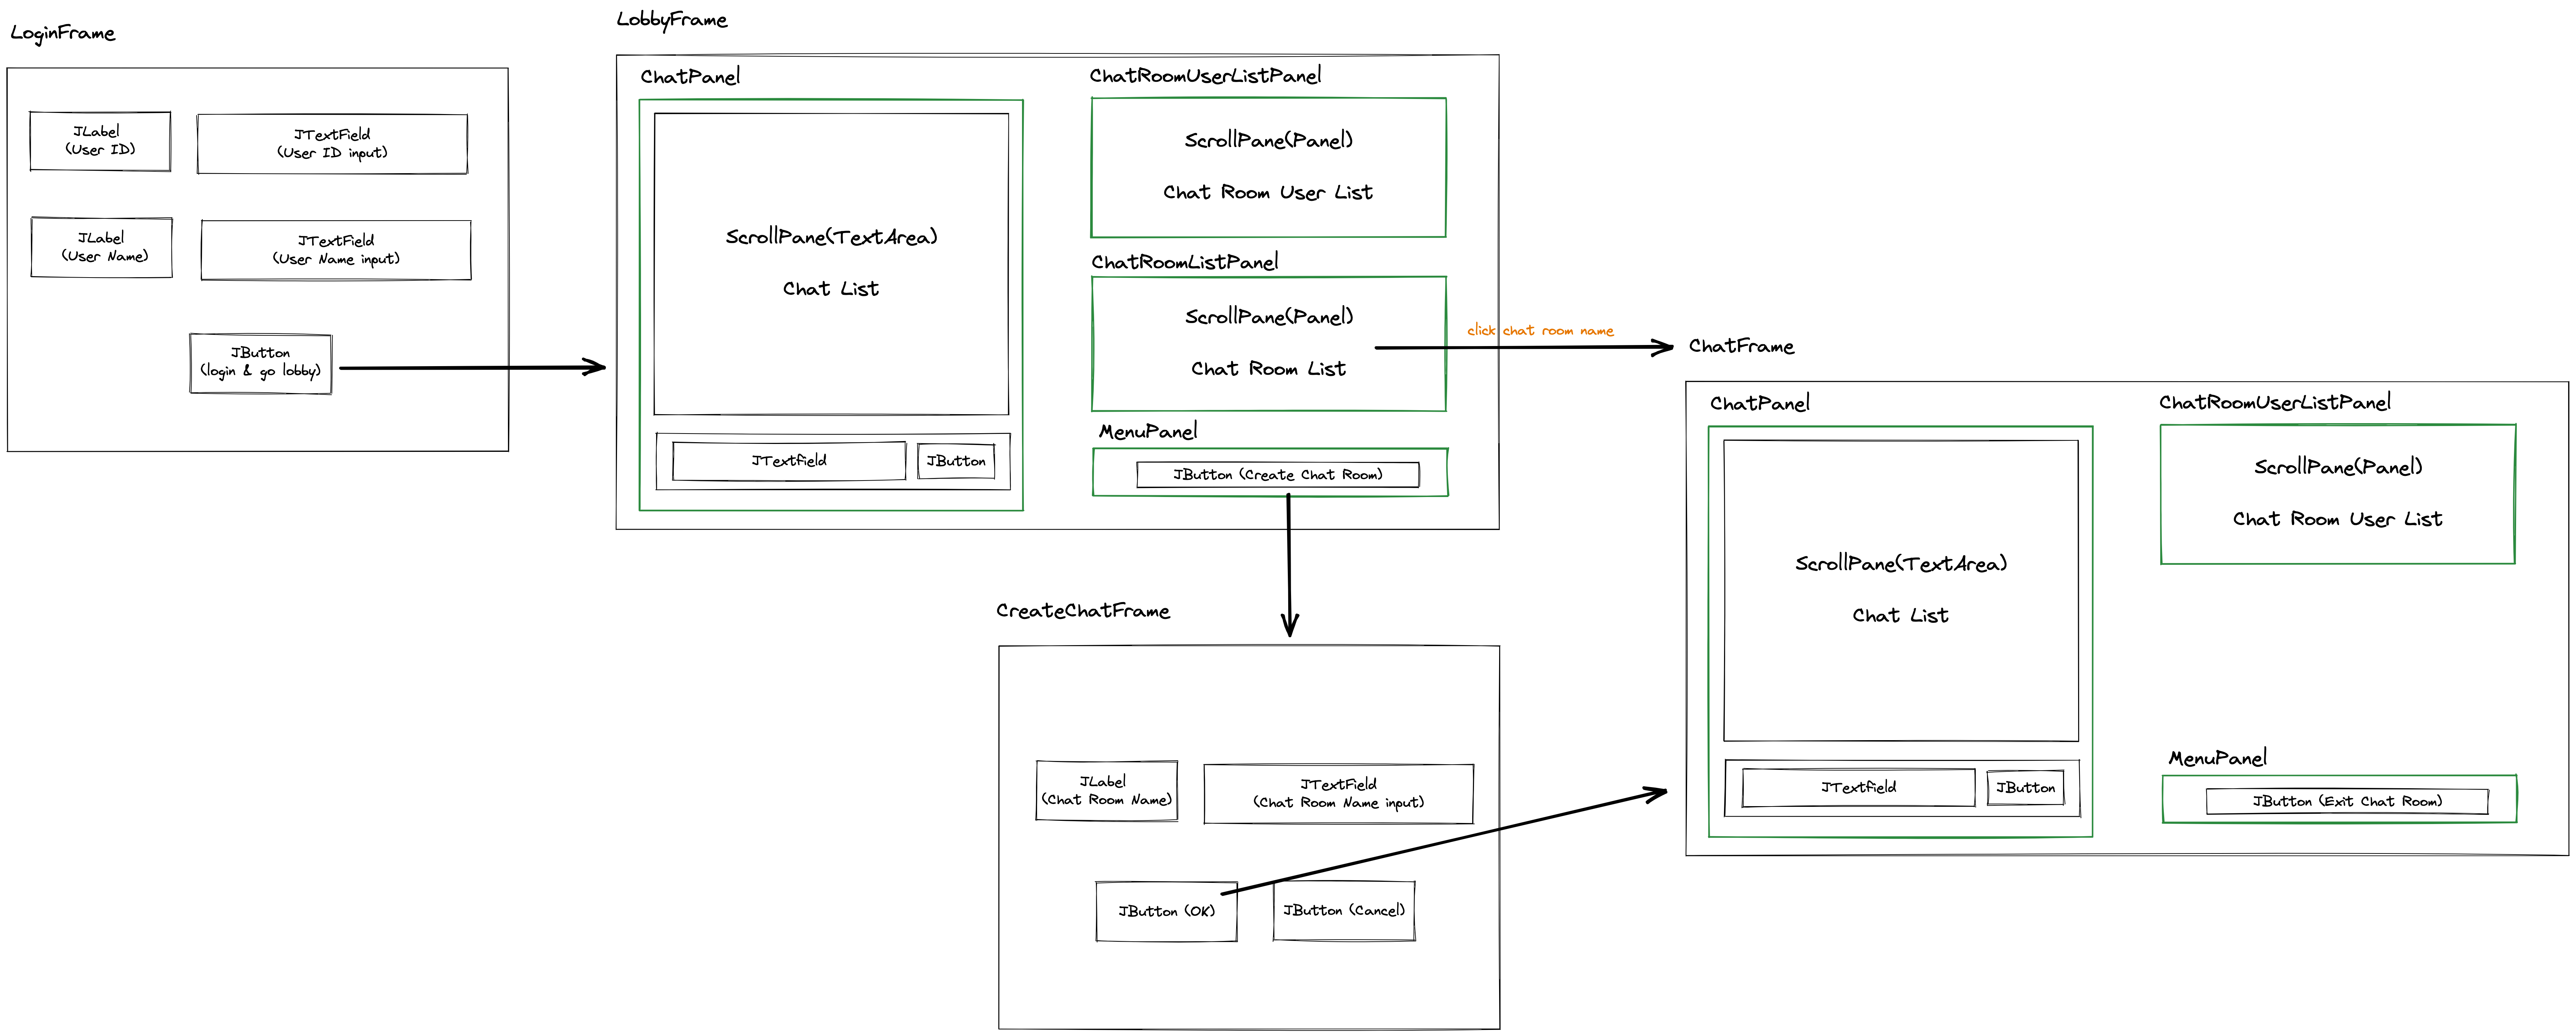 LoginFrame
JLabel
(User ID)
JTextField
(User ID input)
JLabel
(User Name)
JTextField
(User Name input)
JButton
(login & go lobby)
LobbyFrame
ChatPanel
ScrollPane(TextArea)
Chat List
JTextfield
JButton
ChatRoomUserListPanel
ScrollPane(Panel)
Chat Room User List
ChatRoomListPanel
ScrollPane(Panel)
Chat Room List
click chat room name
MenuPanel
JButton (Create Chat Room)
CreateChatFrame
JLabel
(Chat Room Name)
JTextField
(Chat Room Name input)
JButton (OK)
JButton (Cancel)
ChatFrame
ChatPanel
ScrollPane(TextArea)
Chat List
JTextfield
JButton
ChatRoomUserListPanel
ScrollPane(Panel)
Chat Room User List
MenuPanel
JButton (Exit Chat Room)